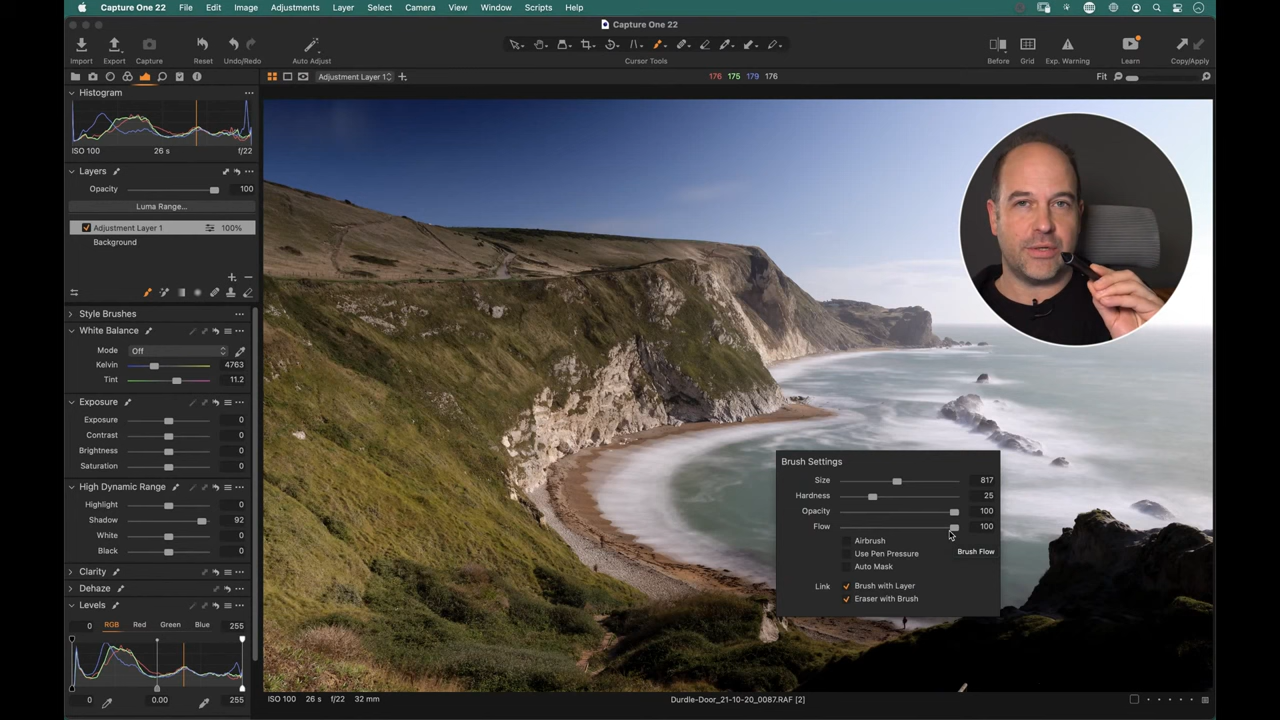 Capture One 22 File Edit Image Adjustments Layer Select Camera View Window Scripts Help
Capture One 22
Import Export Capture Reset Undo/Redo Auto Adjust Cursor Tools Before Grid Exp. Warning Learn Copy/Apply
Adjustment Layer 1 176 175 179 176 Fit
Histogram
ISO 100 26 s f/22
Layers
Opacity 100
Luma Range...
Adjustment Layer 1 100%
Background
Style Brushes
White Balance
Mode Off
Kelvin 4763
Tint 11.2
Exposure
Exposure 0
Contrast 0
Brightness 0
Saturation 0
High Dynamic Range
Highlight 0
Shadow 92
White 0
Black 0
Clarity
Dehaze
Levels
0 RGB Red Green Blue 255
0 0.00 255
Brush Settings
Size 817
Hardness 25
Opacity 100
Flow 100
Airbrush
Brush Flow
Use Pen Pressure
Auto Mask
Link Brush with Layer
Eraser with Brush
ISO 100 26 s f/22 32 mm Durdle-Door_21-10-20_0087.RAF [2]